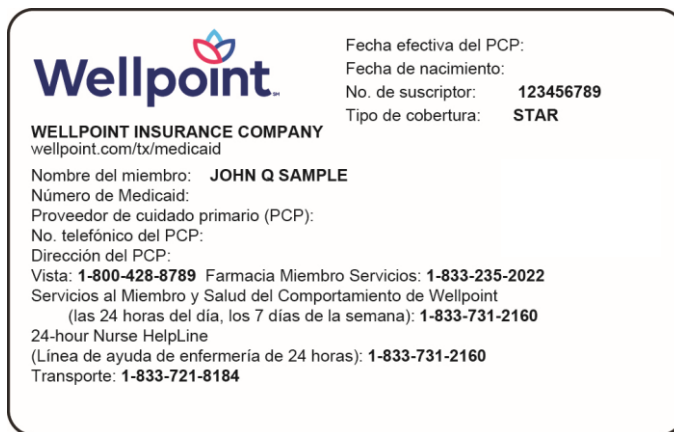 Wellpoint
SM
Fecha efectiva del PCP:
Fecha de nacimiento:
No. de suscriptor: 123456789
Tipo de cobertura: STAR
WELLPOINT INSURANCE COMPANY
wellpoint.com/tx/medicaid
Nombre del miembro: JOHN Q SAMPLE
Número de Medicaid:
Proveedor de cuidado primario (PCP):
No. telefónico del PCP:
Dirección del PCP:
Vista: 1-800-428-8789 Farmacia Miembro Servicios: 1-833-235-2022
Servicios al Miembro y Salud del Comportamiento de Wellpoint
(las 24 horas del día, los 7 días de la semana): 1-833-731-2160
24-hour Nurse HelpLine
(Línea de ayuda de enfermería de 24 horas): 1-833-731-2160
Transporte: 1-833-721-8184